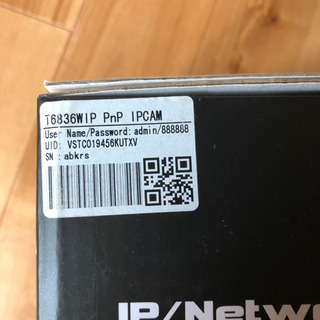 T6836WIP PnP IPCAM
User Name/Password: admin/888888
UID: VSTC019456KUTXV
SN : abkrs
IP/Netw